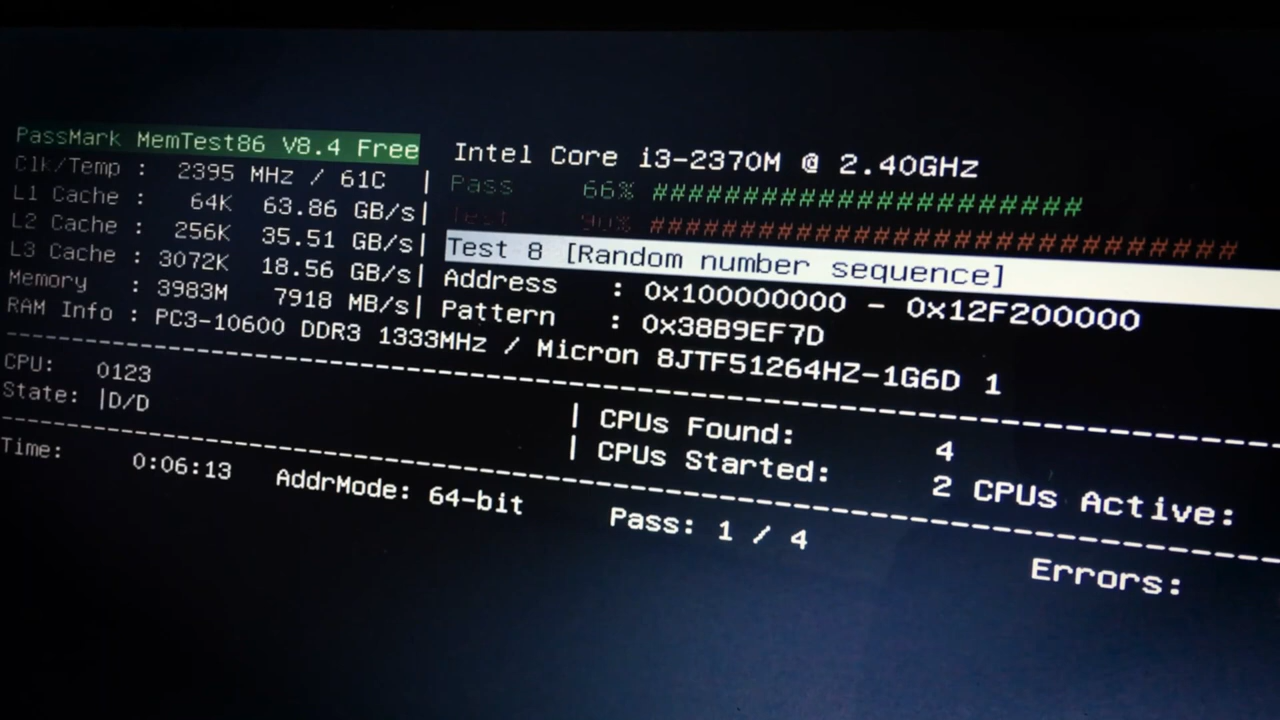 PassMark MemTest86 V8.4 Free Intel Core i3-2370M @ 2.40GHz
Clk/Temp : 2395 MHz / 61C | Pass 66% ######################
L1 Cache : 64K 63.86 GB/s| Test 90% ##############################
L2 Cache : 256K 35.51 GB/s| Test 8 [Random number sequence]
L3 Cache : 3072K 18.56 GB/s| Address : 0x100000000 - 0x12F200000
Memory : 3983M 7918 MB/s| Pattern : 0x38B9EF7D
RAM Info : PC3-10600 DDR3 1333MHz / Micron 8JTF51264HZ-1G6D 1
CPU: 0123 | CPUs Found: 4
State: |D/D | CPUs Started: 2 CPUs Active:
Time: 0:06:13 AddrMode: 64-bit Pass: 1 / 4 Errors: